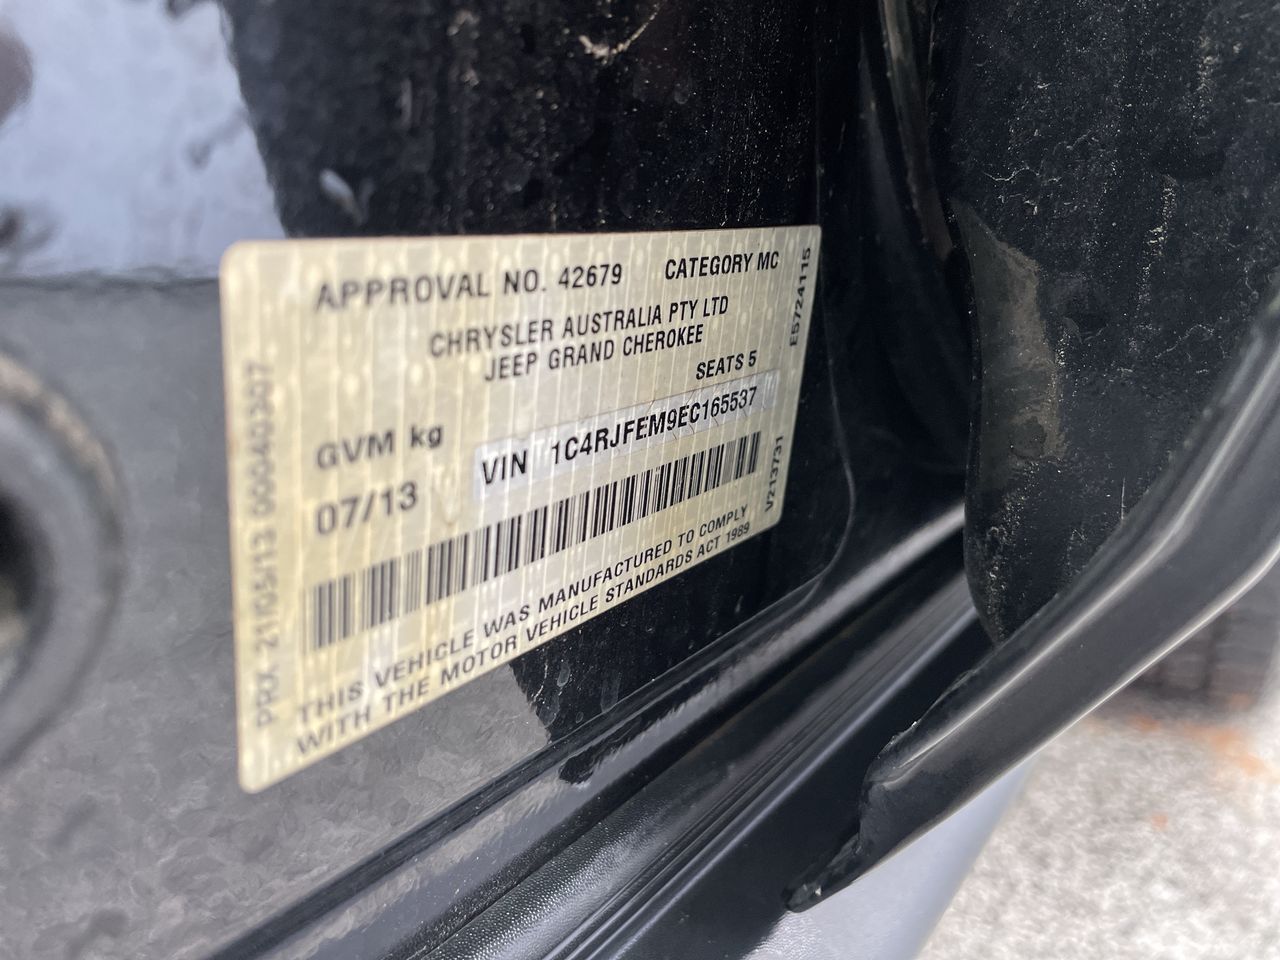 APPROVAL NO. 42679 CATEGORY MC
CHRYSLER AUSTRALIA PTY LTD
JEEP GRAND CHEROKEE
SEATS 5
GVM kg
VIN 1C4RJFEM9EC165537
07/13
THIS VEHICLE WAS MANUFACTURED TO COMPLY
WITH THE MOTOR VEHICLE STANDARDS ACT 1989
PRX 21/05/13 00040307
E5724115
V213731